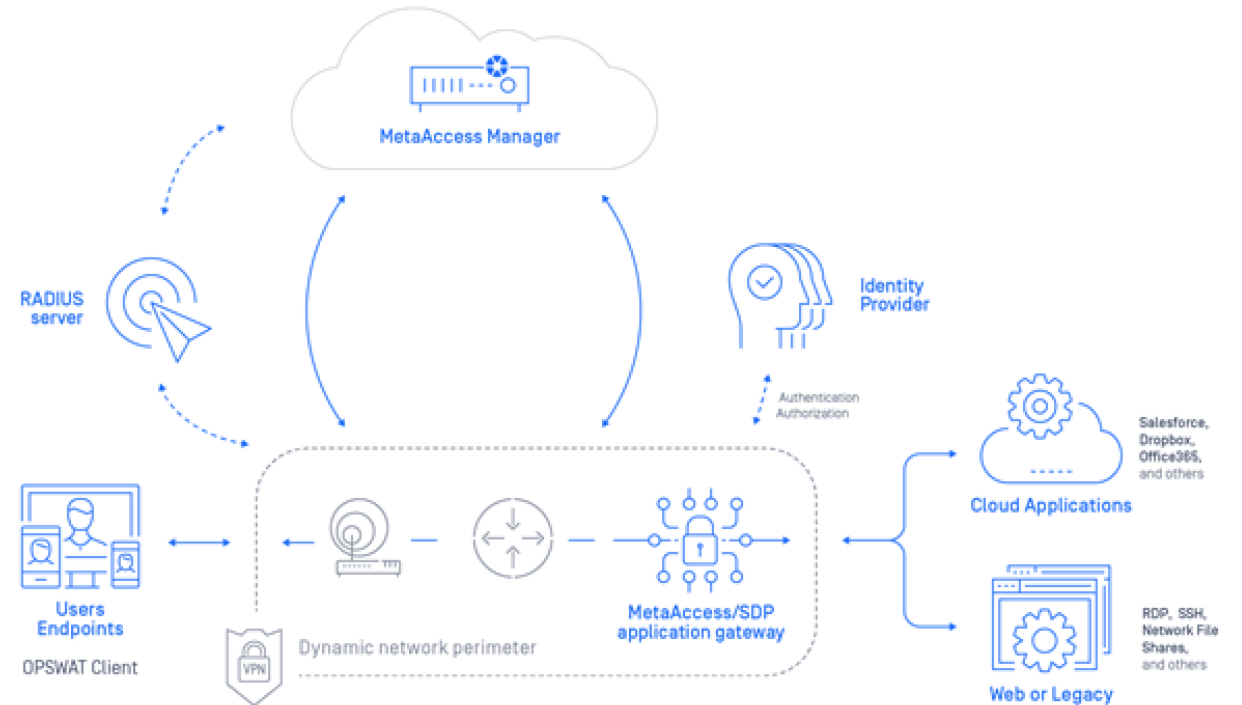 MetaAccess Manager
RADIUS
server
Identity
Provider
Authentication
Authorization
Salesforce,
Dropbox,
Office365,
and others
Cloud Applications
Users
Endpoints
OPSWAT Client
VPN
Dynamic network perimeter
MetaAccess/SDP
application gateway
RDP, SSH,
Network File
Shares,
and others
Web or Legacy